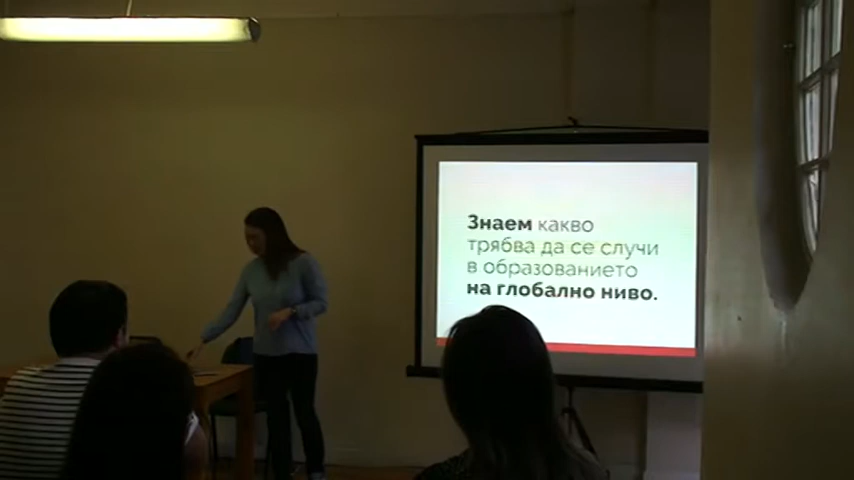 Знаем какво
трябва да се случи
в образованието
на глобално ниво.